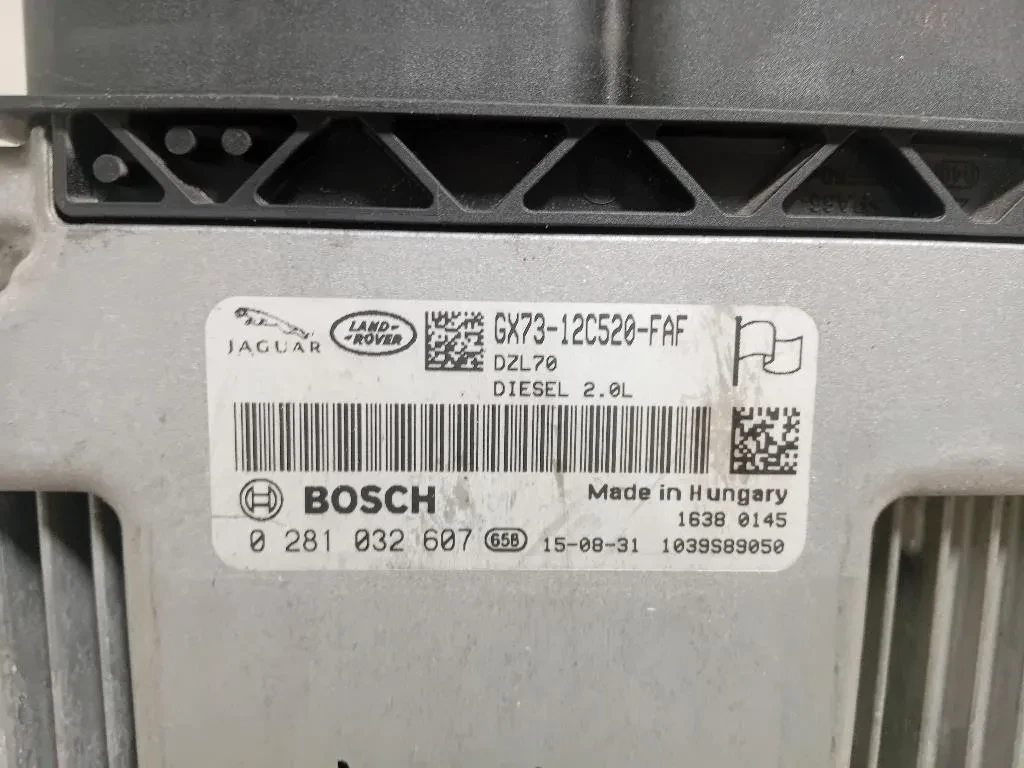 JAGUAR
LAND-
-ROVER
GX73-12C520-FAF
DZL70
DIESEL 2.0L
BOSCH
Made in Hungary
1638 0145
0 281 032 607 65B 15-08-31 1039S89050